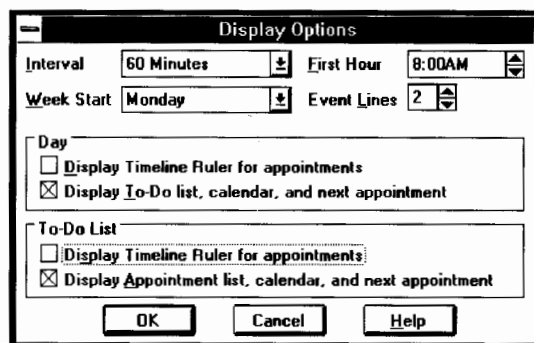 Display Options
Interval 60 Minutes First Hour 8:00AM
Week Start Monday Event Lines 2
Day
Display Timeline Ruler for appointments
Display To-Do list, calendar, and next appointment
To-Do List
Display Timeline Ruler for appointments
Display Appointment list, calendar, and next appointment
OK Cancel Help